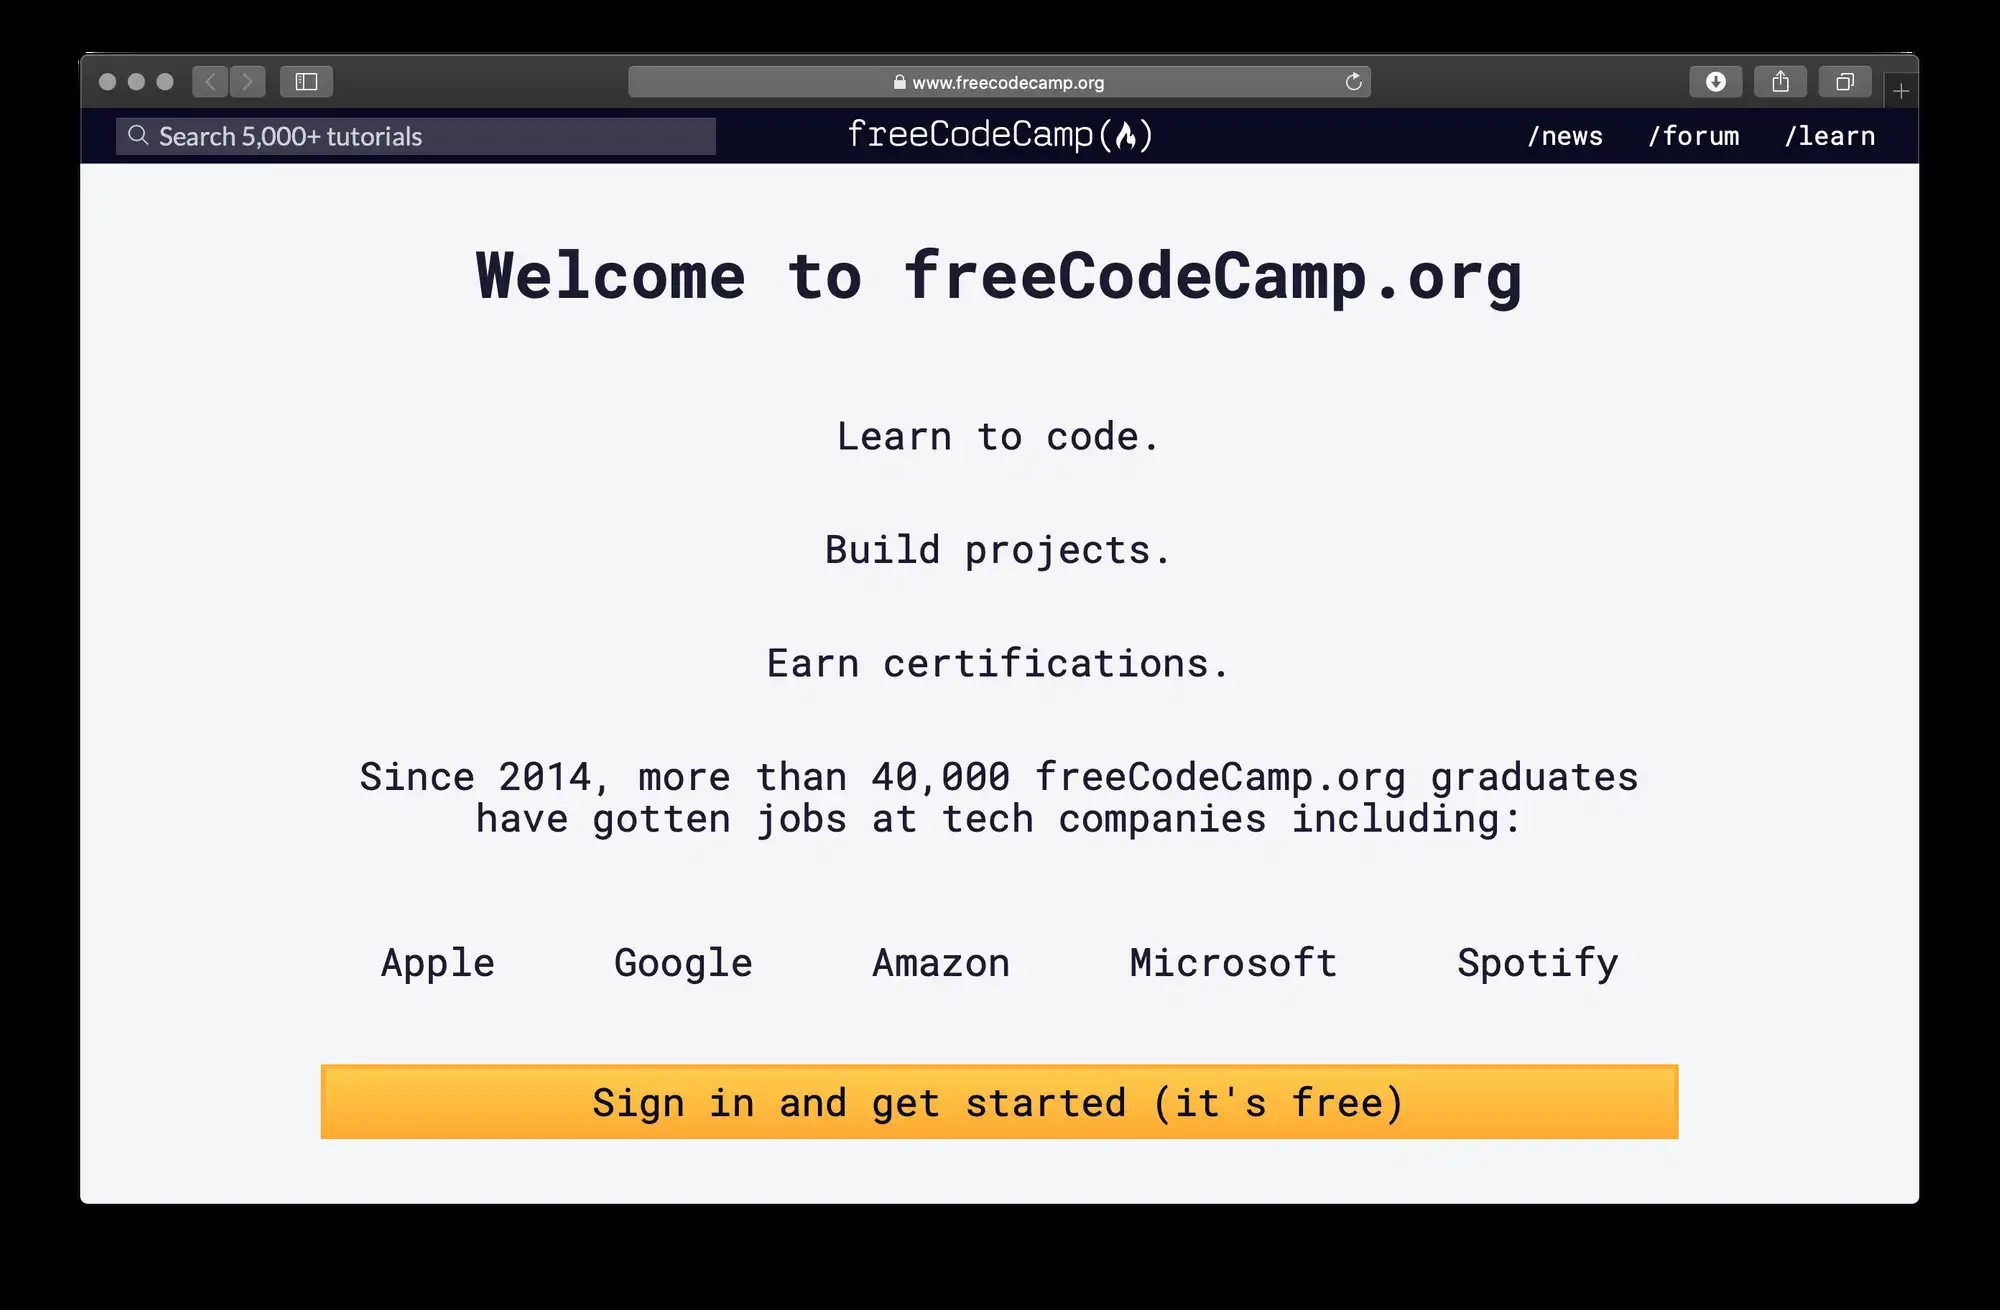 www.freecodecamp.org
Search 5,000+ tutorials
freeCodeCamp(🔥)
/news /forum /learn
Welcome to freeCodeCamp.org
Learn to code.
Build projects.
Earn certifications.
Since 2014, more than 40,000 freeCodeCamp.org graduates
have gotten jobs at tech companies including:
Apple Google Amazon Microsoft Spotify
Sign in and get started (it's free)